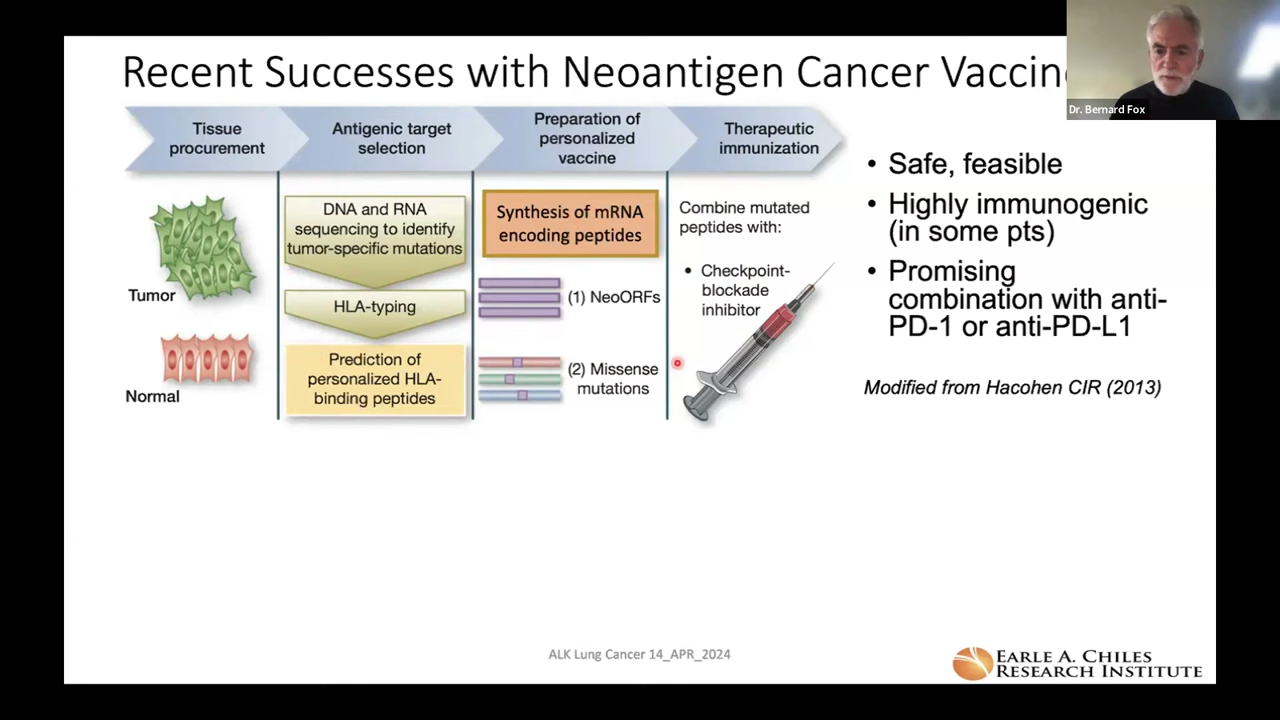 Recent Successes with Neoantigen Cancer Vaccin
Dr. Bernard Fox
Tissue
procurement
Antigenic target
selection
Preparation of
personalized
vaccine
Therapeutic
immunization
Tumor
Normal
DNA and RNA
sequencing to identify
tumor-specific mutations
HLA-typing
Prediction of
personalized HLA-
binding peptides
Synthesis of mRNA
encoding peptides
(1) NeoORFs
(2) Missense
mutations
Combine mutated
peptides with:
• Checkpoint-
blockade
inhibitor
• Safe, feasible
• Highly immunogenic
(in some pts)
• Promising
combination with anti-
PD-1 or anti-PD-L1
Modified from Hacohen CIR (2013)
ALK Lung Cancer 14_APR_2024
EARLE A. CHILES
RESEARCH INSTITUTE